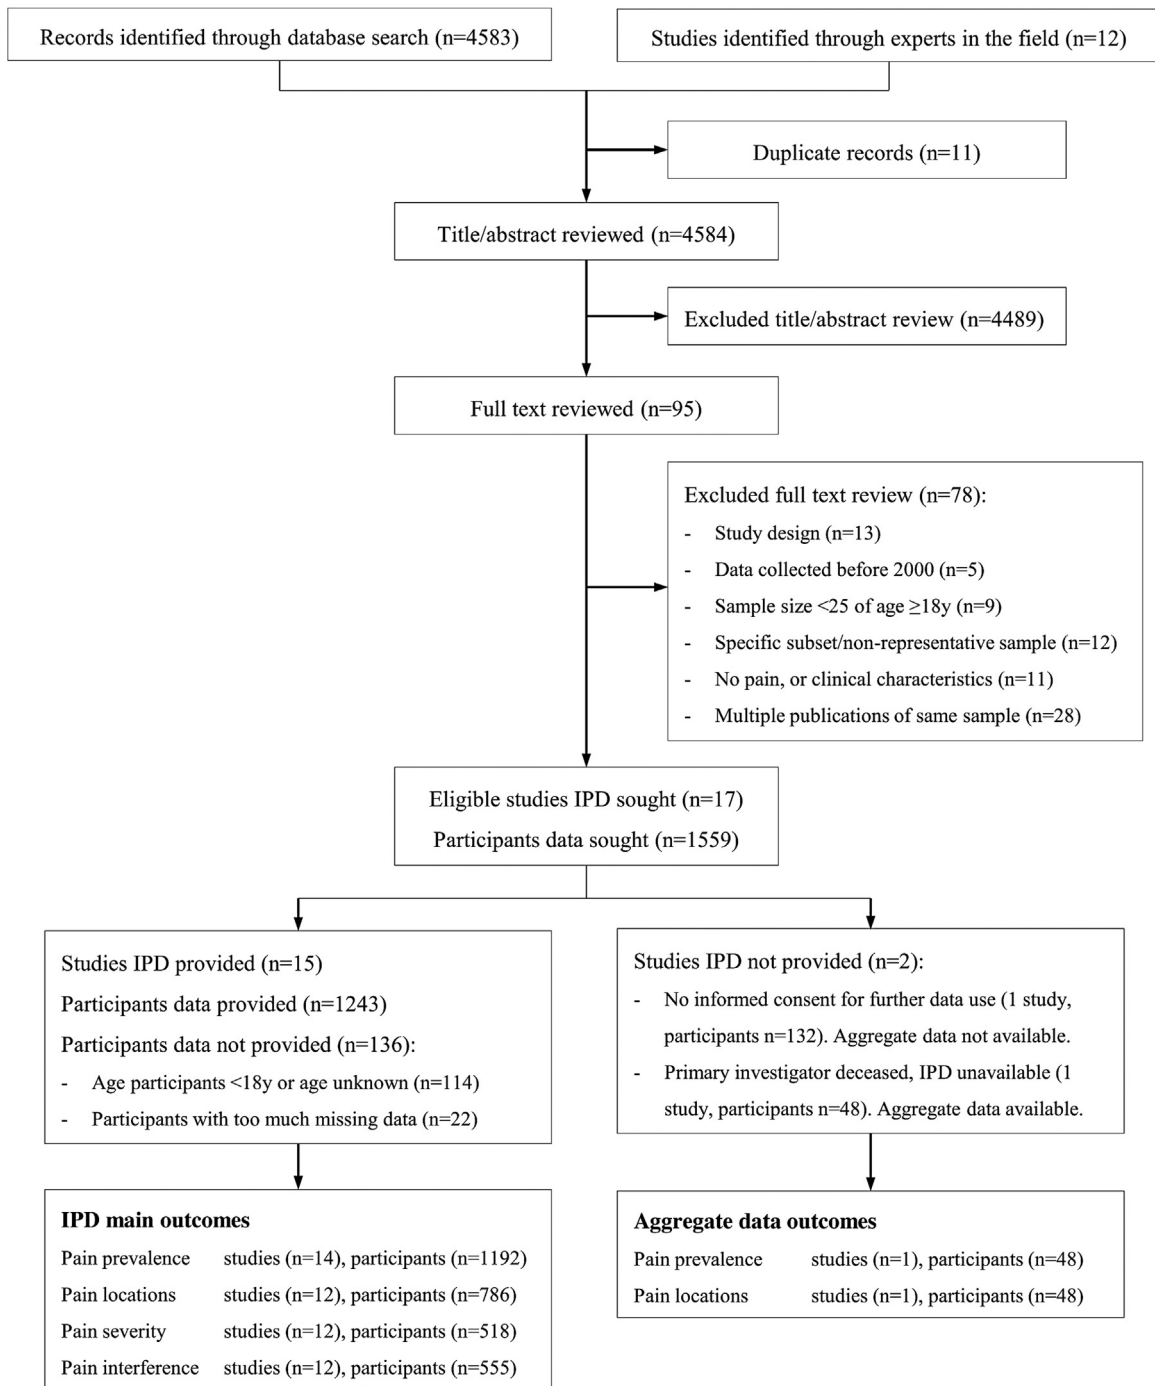 Records identified through database search (n=4583)
Studies identified through experts in the field (n=12)
Duplicate records (n=11)
Title/abstract reviewed (n=4584)
Excluded title/abstract review (n=4489)
Full text reviewed (n=95)
Excluded full text review (n=78):
- Study design (n=13)
- Data collected before 2000 (n=5)
- Sample size <25 of age ≥18y (n=9)
- Specific subset/non-representative sample (n=12)
- No pain, or clinical characteristics (n=11)
- Multiple publications of same sample (n=28)
Eligible studies IPD sought (n=17)
Participants data sought (n=1559)
Studies IPD provided (n=15)
Participants data provided (n=1243)
Participants data not provided (n=136):
- Age participants <18y or age unknown (n=114)
- Participants with too much missing data (n=22)
Studies IPD not provided (n=2):
- No informed consent for further data use (1 study,
participants n=132). Aggregate data not available.
- Primary investigator deceased, IPD unavailable (1
study, participants n=48). Aggregate data available.
IPD main outcomes
Pain prevalence studies (n=14), participants (n=1192)
Pain locations studies (n=12), participants (n=786)
Pain severity studies (n=12), participants (n=518)
Pain interference studies (n=12), participants (n=555)
Aggregate data outcomes
Pain prevalence studies (n=1), participants (n=48)
Pain locations studies (n=1), participants (n=48)